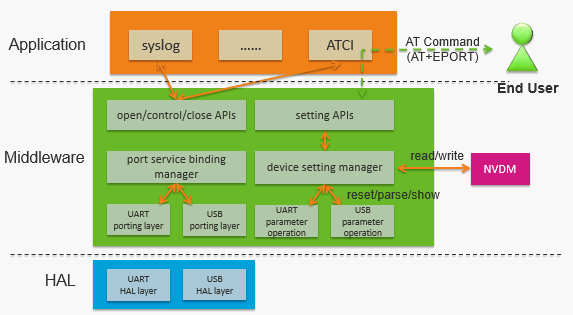 Application
syslog
......
ATCI
AT Command
(AT+EPORT)
End User
Middleware
open/control/close APIs
setting APIs
port service binding
manager
device setting manager
read/write
NVDM
reset/parse/show
UART
porting layer
USB
porting layer
UART
parameter
operation
USB
parameter
operation
HAL
UART
HAL layer
USB
HAL layer